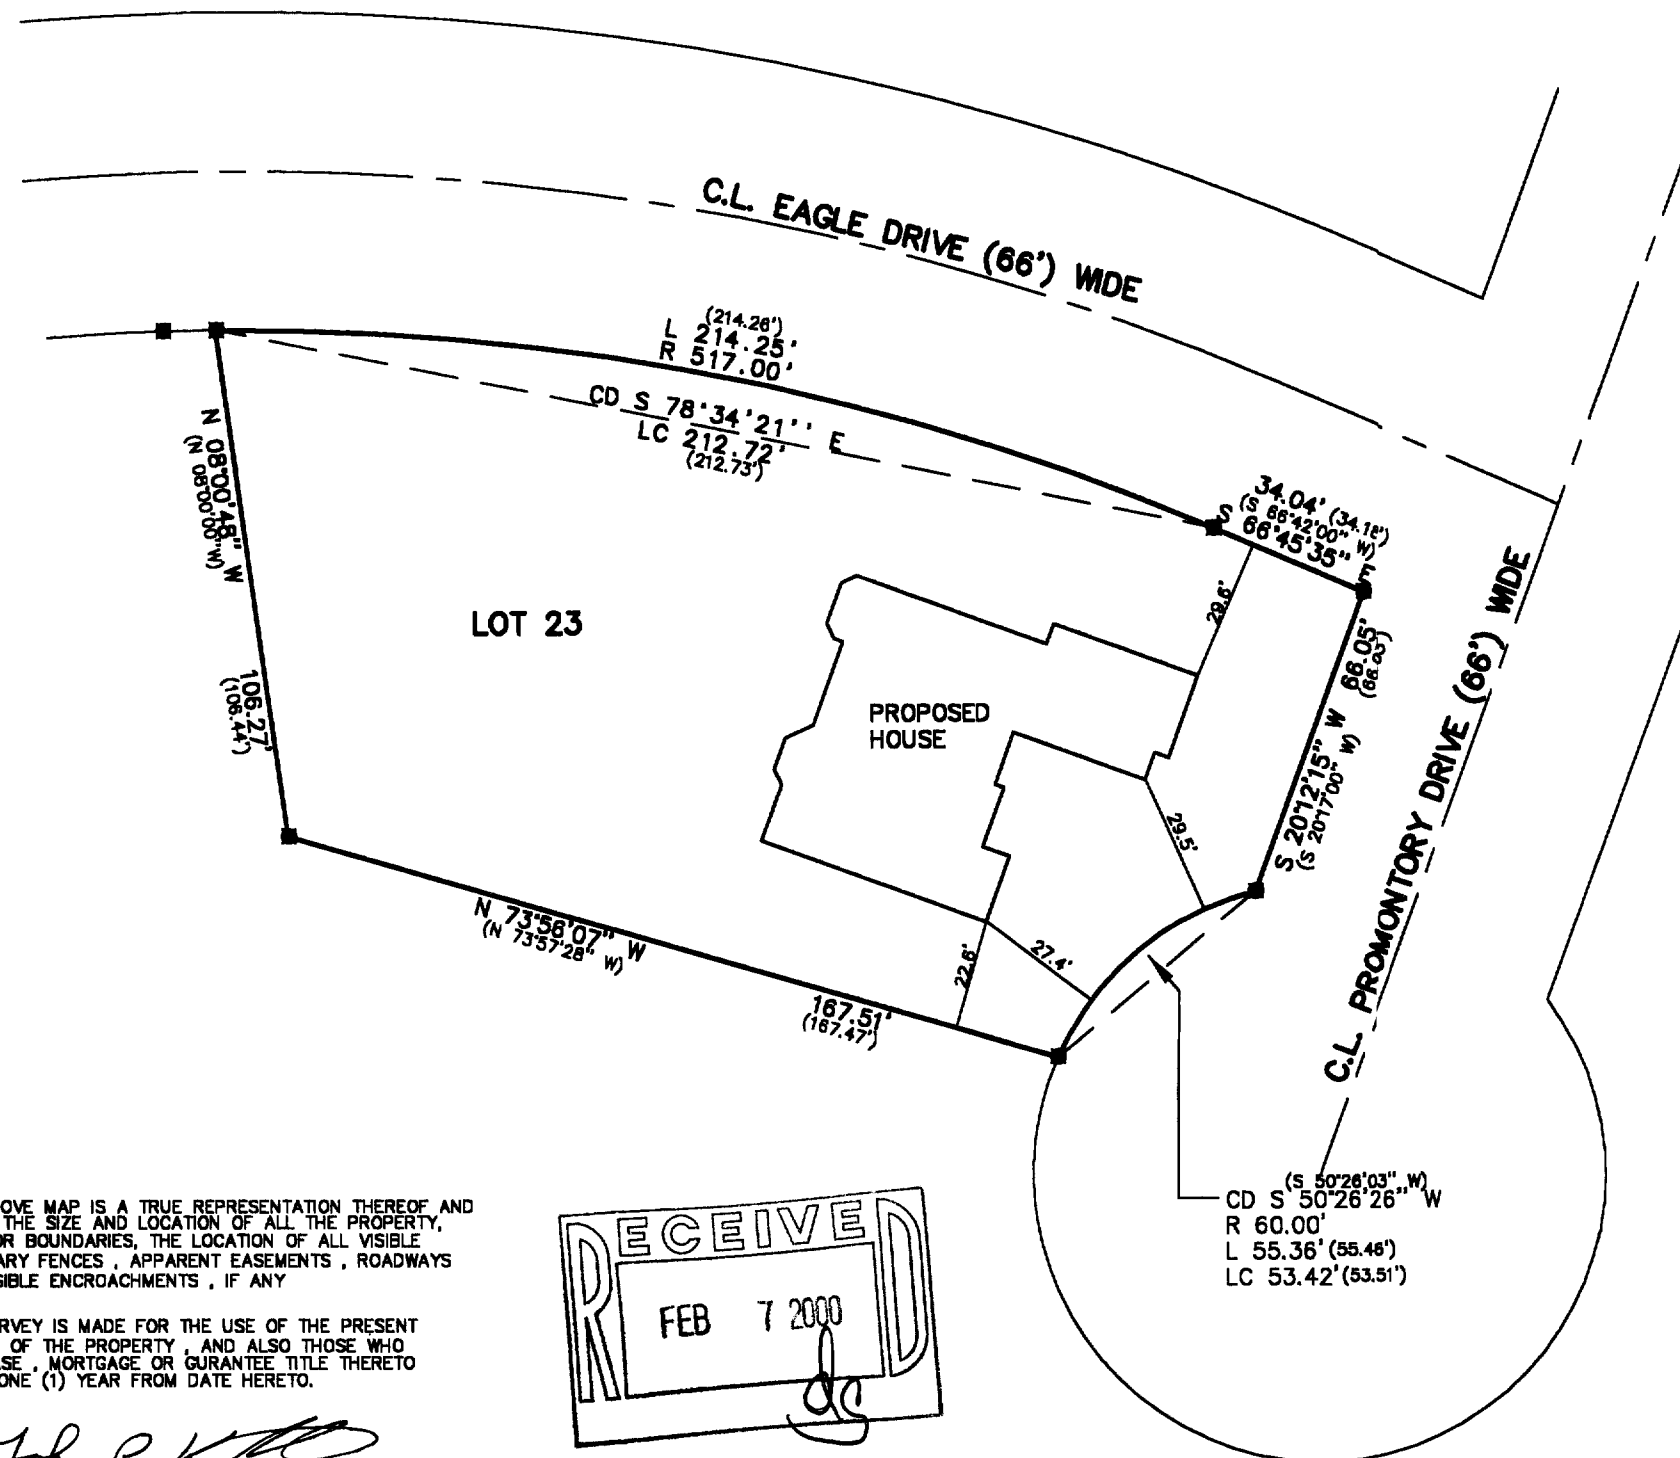 C.L. EAGLE DRIVE (66') WIDE
(214.26')
L 214.25'
R 517.00'
CD S 78°34'21'' E
LC 212.72'
(212.73')
34.04' (34.18')
(S 66°42'00" W)
S 66°45'35" E
N 08°00'48" W
(N 08°00'00"W)
106.27'
(106.44')
LOT 23
29.6'
66.05'
(66.03')
S 20°12'15" W
(S 20°17'00" W)
C.L. PROMONTORY DRIVE (66') WIDE
PROPOSED
HOUSE
29.5'
27.4'
22.6'
N 73°56'07" W
(N 73°57'28" W)
167.51'
(167.47')
(S 50°26'03" W)
CD S 50°26'26" W
R 60.00'
L 55.36' (55.46')
LC 53.42' (53.51')
OVE MAP IS A TRUE REPRESENTATION THEREOF AND
THE SIZE AND LOCATION OF ALL THE PROPERTY,
OR BOUNDARIES, THE LOCATION OF ALL VISIBLE
ARY FENCES , APPARENT EASEMENTS , ROADWAYS
SIBLE ENCROACHMENTS , IF ANY
RVEY IS MADE FOR THE USE OF THE PRESENT
OF THE PROPERTY , AND ALSO THOSE WHO
SE , MORTGAGE OR GURANTEE TITLE THERETO
ONE (1) YEAR FROM DATE HERETO.
RECEIVED
FEB 7 2000
ds